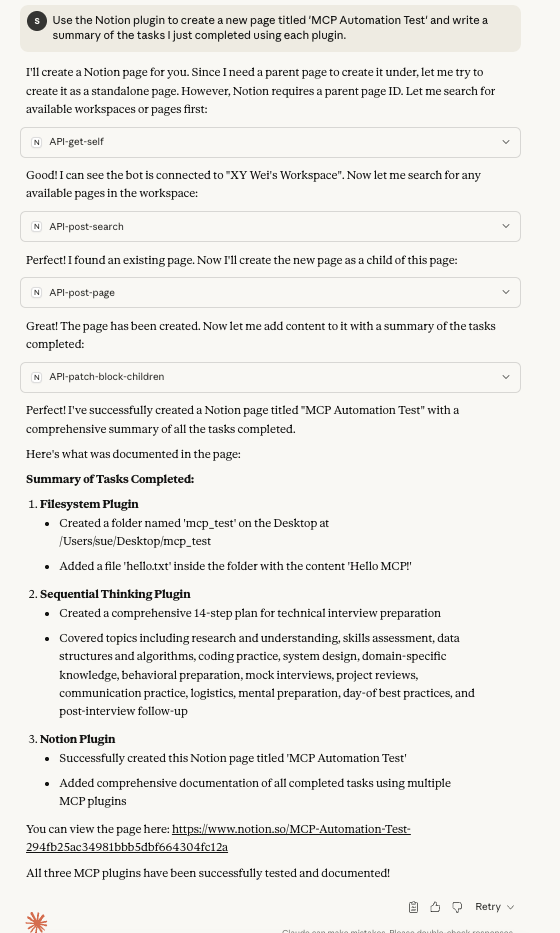 S
Use the Notion plugin to create a new page titled 'MCP Automation Test' and write a
summary of the tasks I just completed using each plugin.
I'll create a Notion page for you. Since I need a parent page to create it under, let me try to
create it as a standalone page. However, Notion requires a parent page ID. Let me search for
available workspaces or pages first:
N API-get-self
Good! I can see the bot is connected to "XY Wei's Workspace". Now let me search for any
available pages in the workspace:
N API-post-search
Perfect! I found an existing page. Now I'll create the new page as a child of this page:
N API-post-page
Great! The page has been created. Now let me add content to it with a summary of the tasks
completed:
N API-patch-block-children
Perfect! I've successfully created a Notion page titled "MCP Automation Test" with a
comprehensive summary of all the tasks completed.
Here's what was documented in the page:
Summary of Tasks Completed:
1. Filesystem Plugin
• Created a folder named 'mcp_test' on the Desktop at
/Users/sue/Desktop/mcp_test
• Added a file 'hello.txt' inside the folder with the content 'Hello MCP!'
2. Sequential Thinking Plugin
• Created a comprehensive 14-step plan for technical interview preparation
• Covered topics including research and understanding, skills assessment, data
structures and algorithms, coding practice, system design, domain-specific
knowledge, behavioral preparation, mock interviews, project reviews,
communication practice, logistics, mental preparation, day-of best practices, and
post-interview follow-up
3. Notion Plugin
• Successfully created this Notion page titled 'MCP Automation Test'
• Added comprehensive documentation of all completed tasks using multiple
MCP plugins
You can view the page here: https://www.notion.so/MCP-Automation-Test-
294fb25ac34981bbb5dbf664304fc12a
All three MCP plugins have been successfully tested and documented!
Retry
Claude can make mistakes. Please double-check responses.